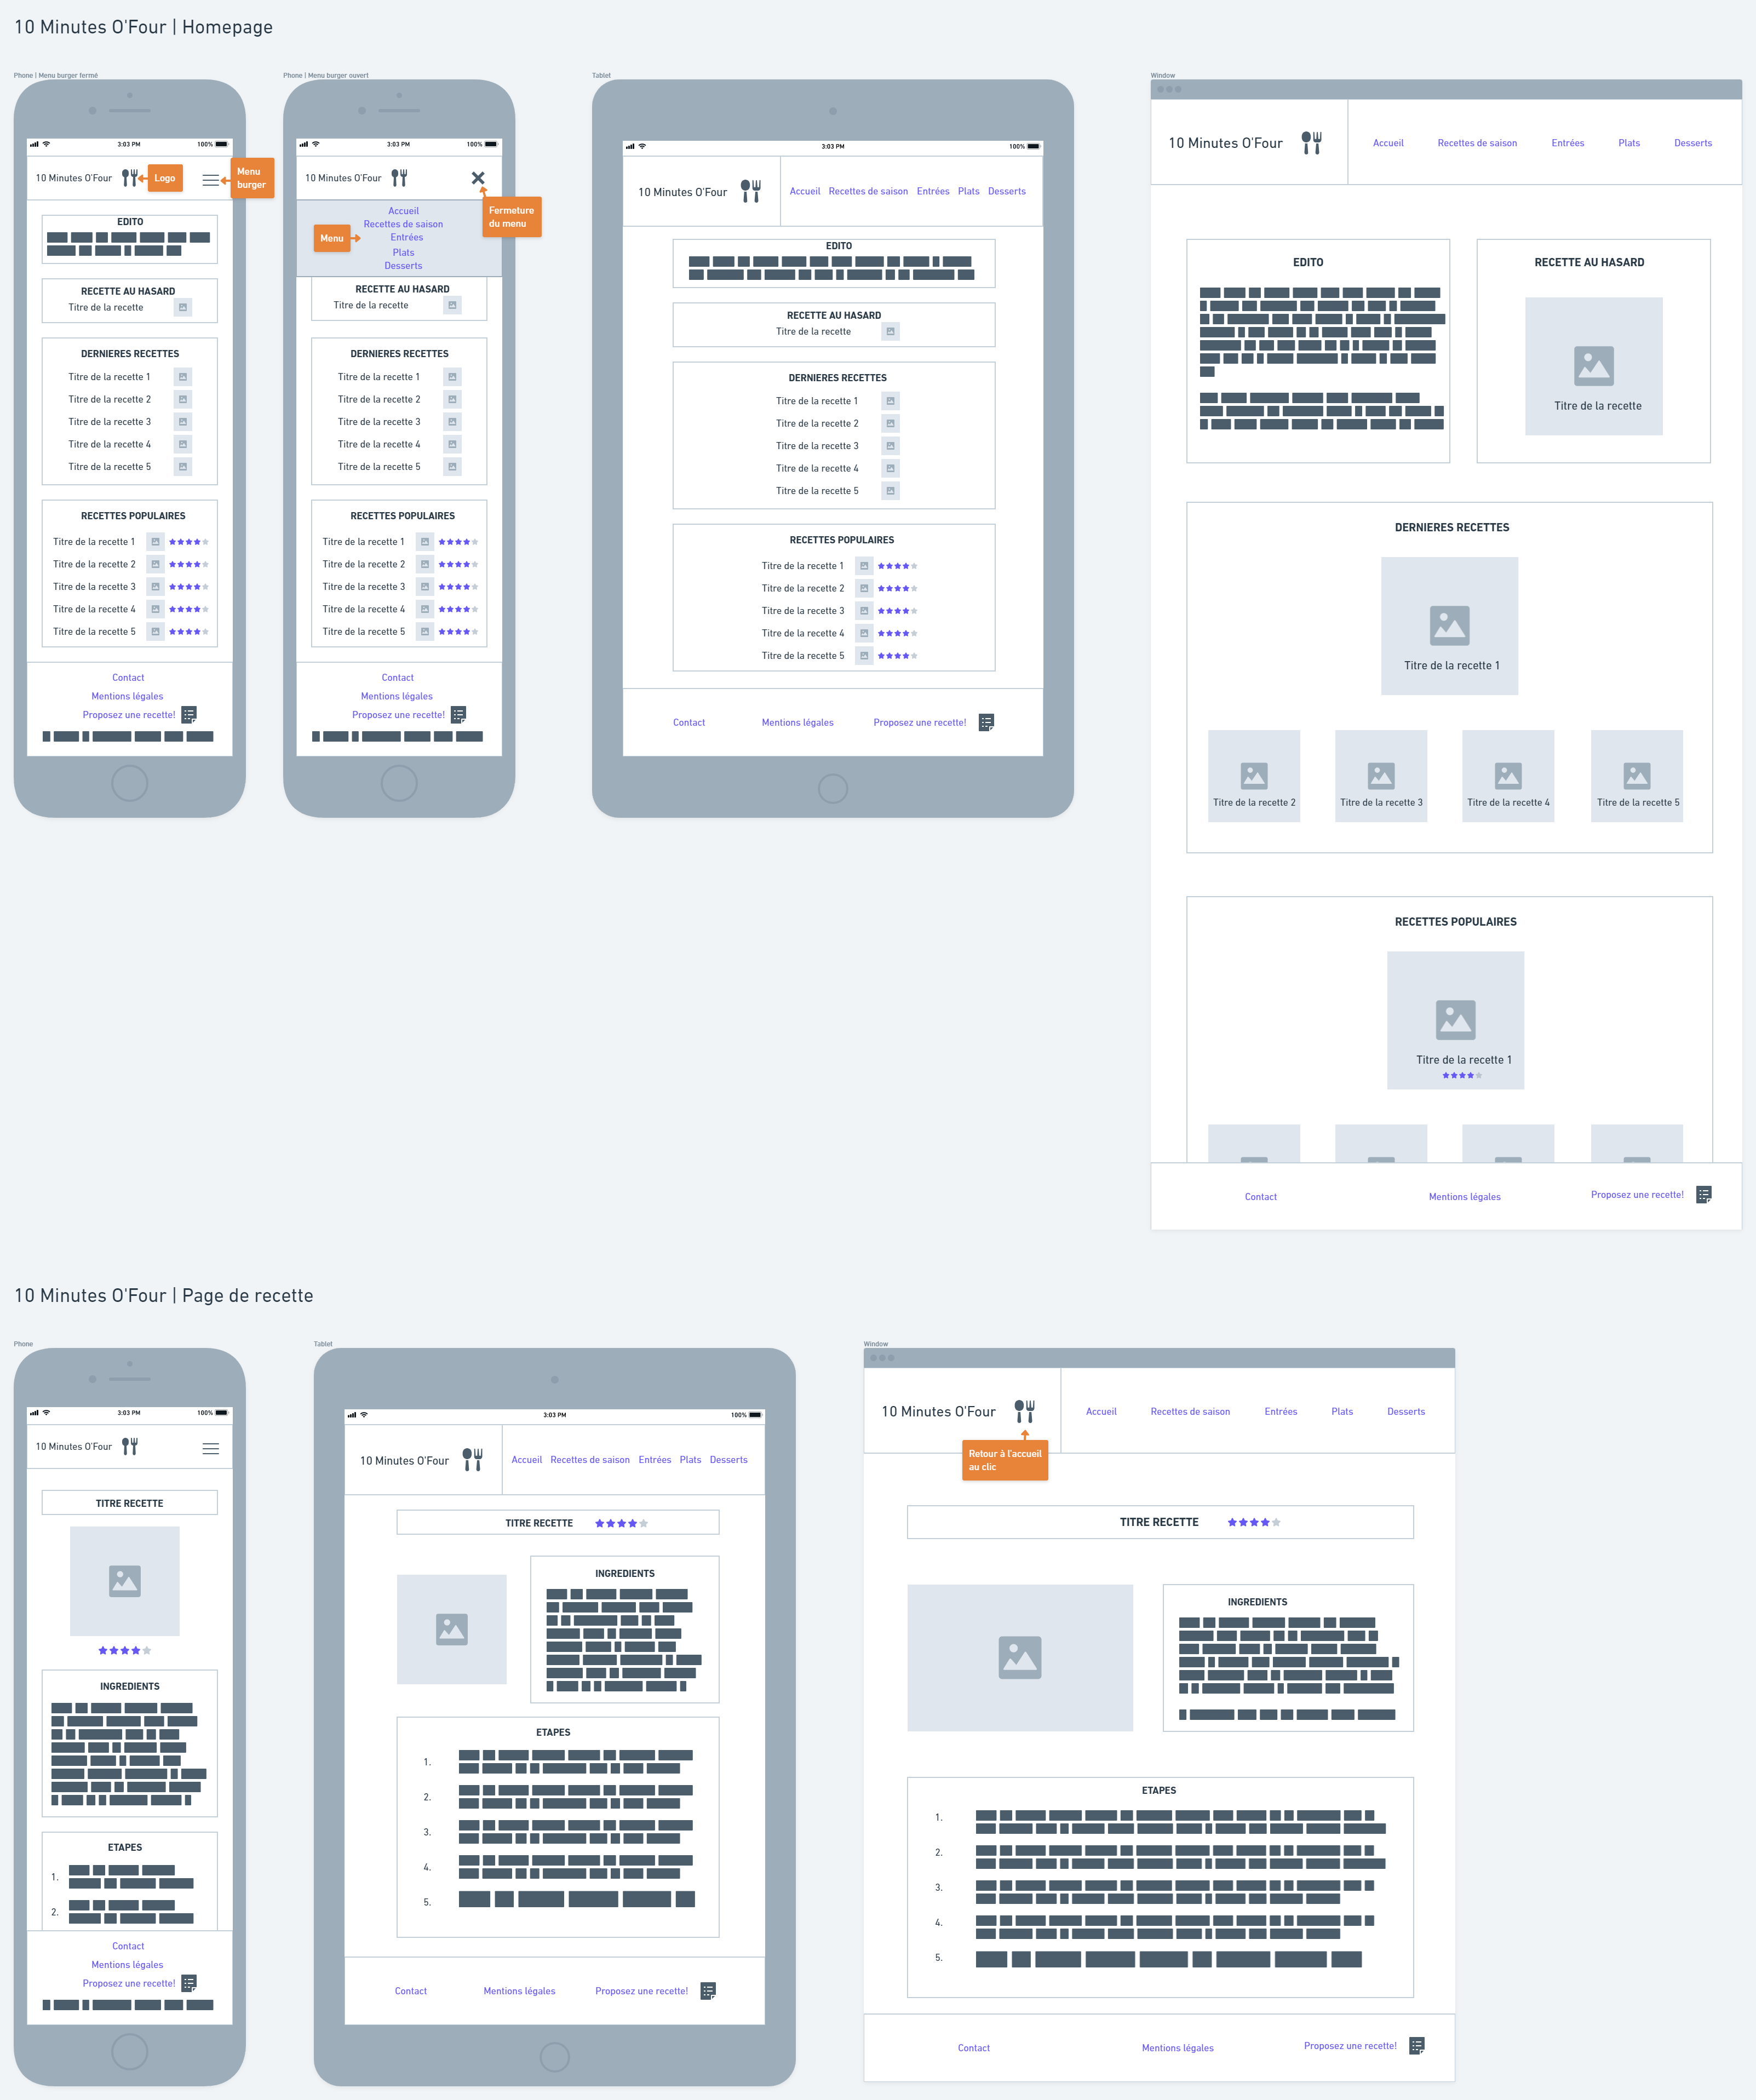 10 Minutes O'Four | Homepage
Phone | Menu burger fermé
3:03 PM
100%
10 Minutes O'Four
Logo
Menu
burger
EDITO
RECETTE AU HASARD
Titre de la recette
DERNIERES RECETTES
Titre de la recette 1
Titre de la recette 2
Titre de la recette 3
Titre de la recette 4
Titre de la recette 5
RECETTES POPULAIRES
Titre de la recette 1
Titre de la recette 2
Titre de la recette 3
Titre de la recette 4
Titre de la recette 5
Contact
Mentions légales
Proposez une recette!
Phone | Menu burger ouvert
3:03 PM
100%
10 Minutes O'Four
Fermeture
du menu
Menu
Accueil
Recettes de saison
Entrées
Plats
Desserts
RECETTE AU HASARD
Titre de la recette
DERNIERES RECETTES
Titre de la recette 1
Titre de la recette 2
Titre de la recette 3
Titre de la recette 4
Titre de la recette 5
RECETTES POPULAIRES
Titre de la recette 1
Titre de la recette 2
Titre de la recette 3
Titre de la recette 4
Titre de la recette 5
Contact
Mentions légales
Proposez une recette!
Tablet
3:03 PM
100%
10 Minutes O'Four
Accueil Recettes de saison Entrées Plats Desserts
EDITO
RECETTE AU HASARD
Titre de la recette
DERNIERES RECETTES
Titre de la recette 1
Titre de la recette 2
Titre de la recette 3
Titre de la recette 4
Titre de la recette 5
RECETTES POPULAIRES
Titre de la recette 1
Titre de la recette 2
Titre de la recette 3
Titre de la recette 4
Titre de la recette 5
Contact Mentions légales Proposez une recette!
Window
10 Minutes O'Four
Accueil Recettes de saison Entrées Plats Desserts
EDITO
RECETTE AU HASARD
Titre de la recette
DERNIERES RECETTES
Titre de la recette 1
Titre de la recette 2 Titre de la recette 3 Titre de la recette 4 Titre de la recette 5
RECETTES POPULAIRES
Titre de la recette 1
Contact Mentions légales Proposez une recette!
10 Minutes O'Four | Page de recette
Phone
3:03 PM
100%
10 Minutes O'Four
TITRE RECETTE
INGREDIENTS
ETAPES
1.
2.
Contact
Mentions légales
Proposez une recette!
Tablet
3:03 PM
100%
10 Minutes O'Four
Accueil Recettes de saison Entrées Plats Desserts
TITRE RECETTE
INGREDIENTS
ETAPES
1.
2.
3.
4.
5.
Contact Mentions légales Proposez une recette!
Window
10 Minutes O'Four
Accueil Recettes de saison Entrées Plats Desserts
Retour à l'accueil
au clic
TITRE RECETTE
INGREDIENTS
ETAPES
1.
2.
3.
4.
5.
Contact Mentions légales Proposez une recette!